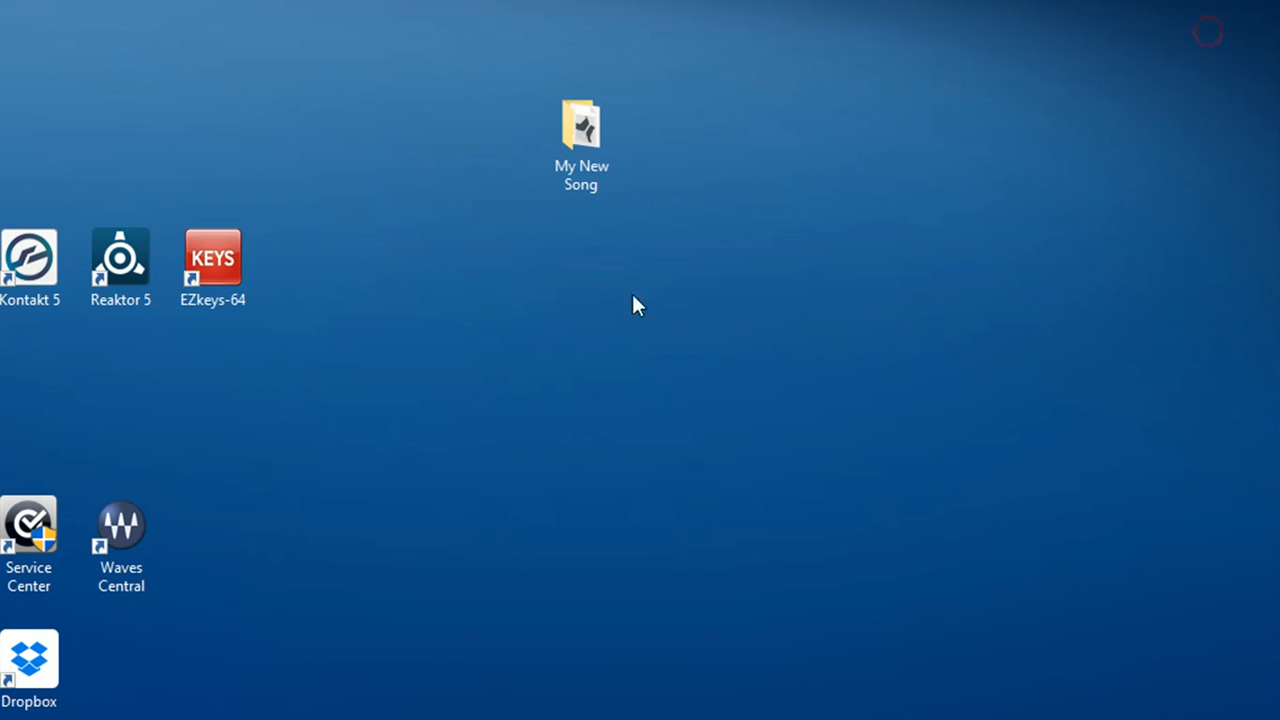 My New
Song
KEYS
Kontakt 5
Reaktor 5
EZkeys-64
Service
Center
Waves
Central
Dropbox